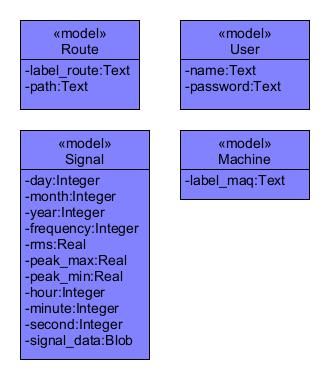 «model»
Route
-label_route:Text
-path:Text
«model»
User
-name:Text
-password:Text
«model»
Signal
-day:Integer
-month:Integer
-year:Integer
-frequency:Integer
-rms:Real
-peak_max:Real
-peak_min:Real
-hour:Integer
-minute:Integer
-second:Integer
-signal_data:Blob
«model»
Machine
-label_maq:Text